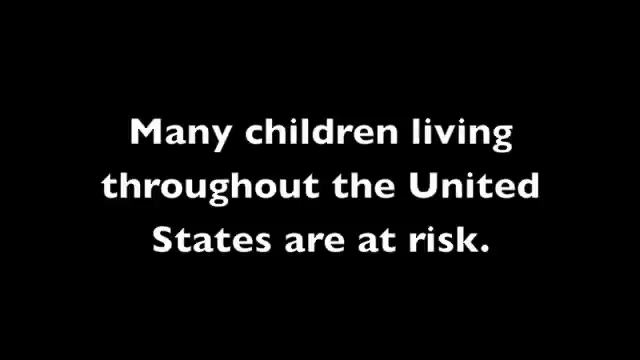 Many children living
throughout the United
States are at risk.